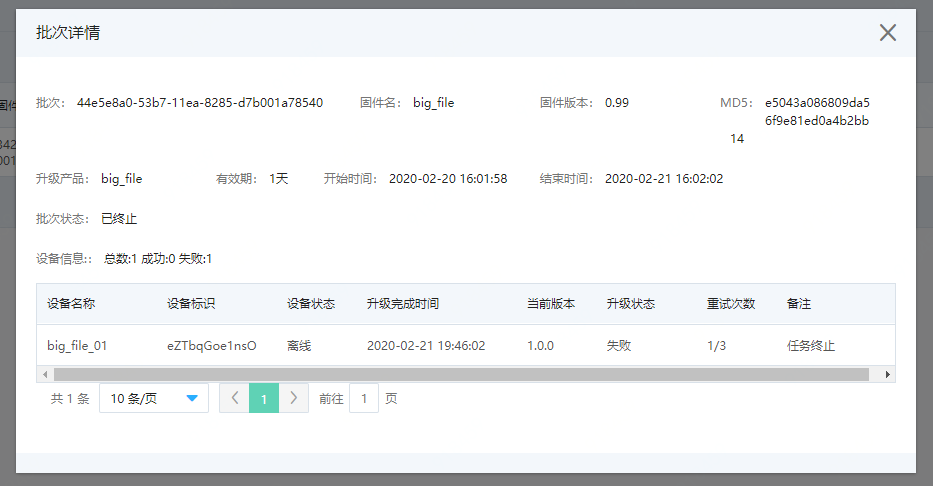 批次详情
固件
342
001
批次： 44e5e8a0-53b7-11ea-8285-d7b001a78540 固件名： big_file 固件版本： 0.99 MD5： e5043a086809da5
6f9e81ed0a4b2bb
14
升级产品： big_file 有效期： 1天 开始时间： 2020-02-20 16:01:58 结束时间： 2020-02-21 16:02:02
批次状态： 已终止
设备信息:： 总数:1 成功:0 失败:1
设备名称 设备标识 设备状态 升级完成时间 当前版本 升级状态 重试次数 备注
big_file_01 eZTbqGoe1nsO 离线 2020-02-21 19:46:02 1.0.0 失败 1/3 任务终止
共 1 条 10 条/页 1 前往 1 页